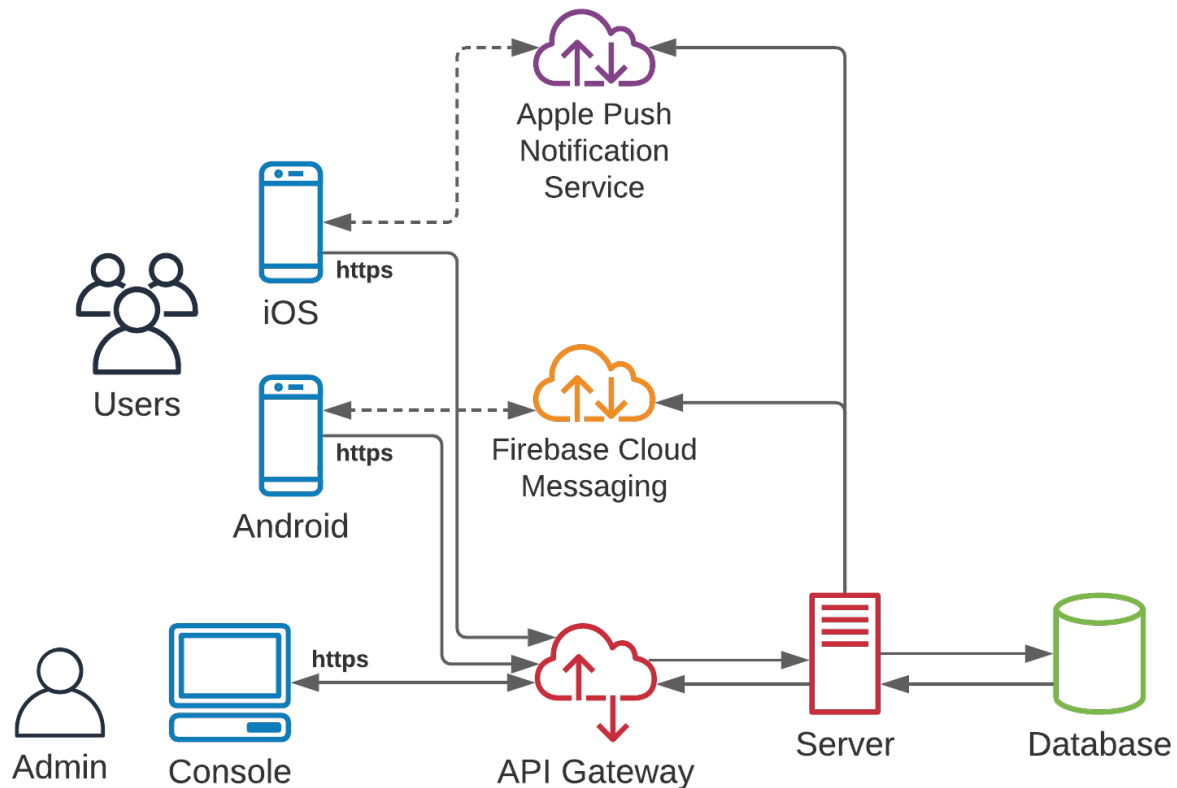 Apple Push
Notification
Service
https
iOS
Users
https
Firebase Cloud
Messaging
Android
https
Server
Database
Admin
Console
API Gateway